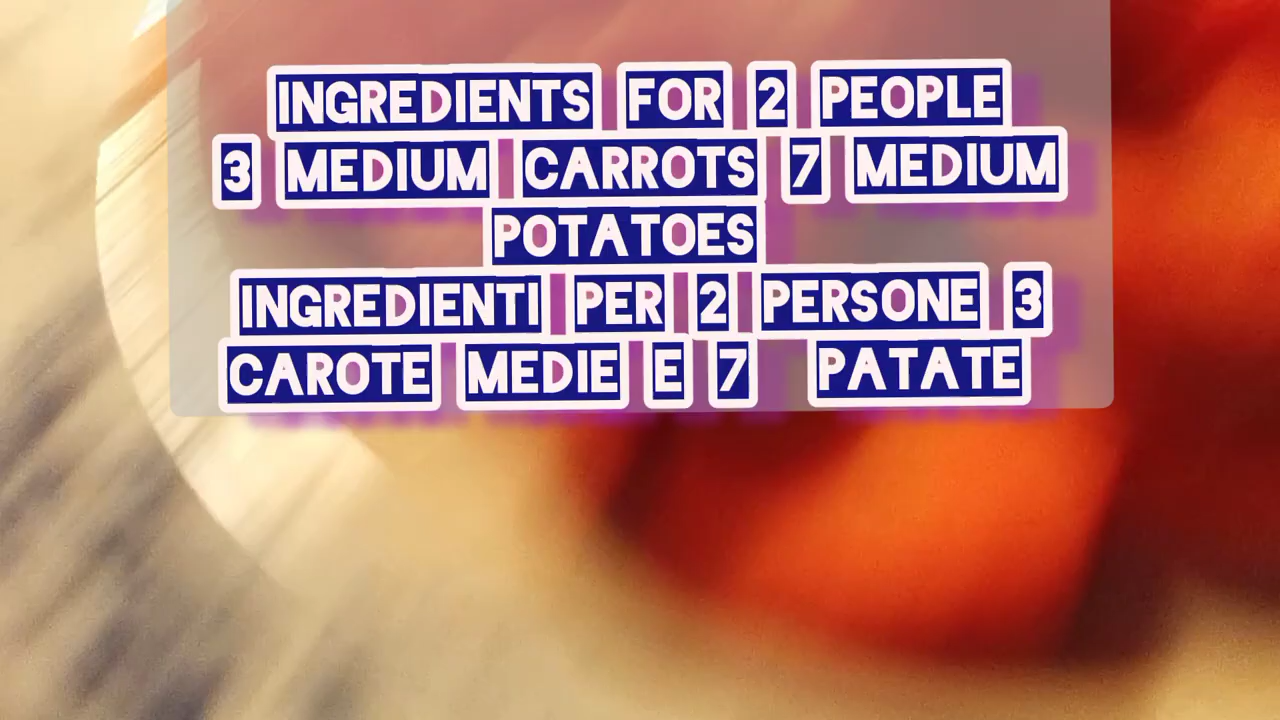 INGREDIENTS FOR 2 PEOPLE
3 MEDIUM CARROTS 7 MEDIUM
POTATOES
INGREDIENTI PER 2 PERSONE 3
CAROTE MEDIE E 7 PATATE